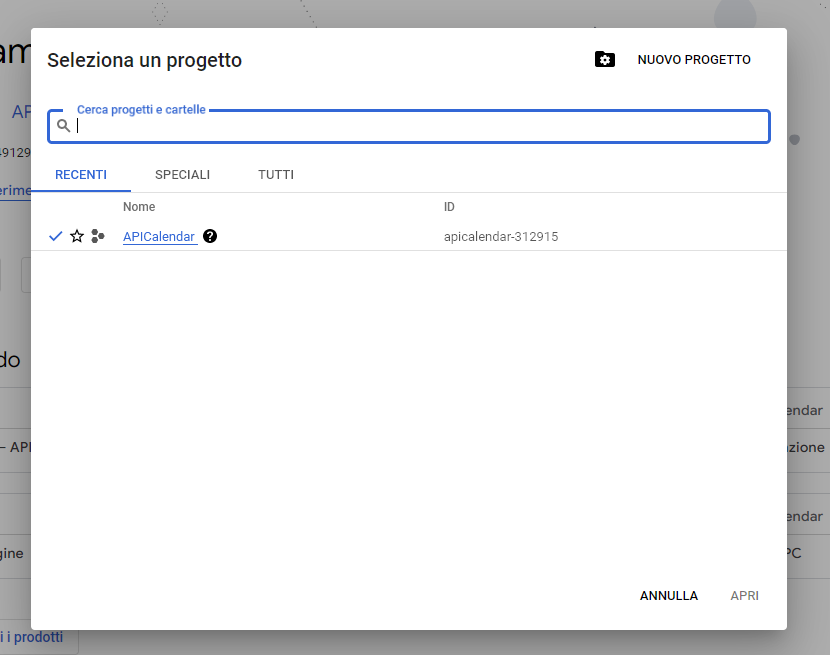 am
Seleziona un progetto
NUOVO PROGETTO
AP
Cerca progetti e cartelle
49129
RECENTI SPECIALI TUTTI
erime
Nome ID
APICalendar ? apicalendar-312915
do
endar
– API
zione
endar
gine
PC
ANNULLA APRI
i i prodotti